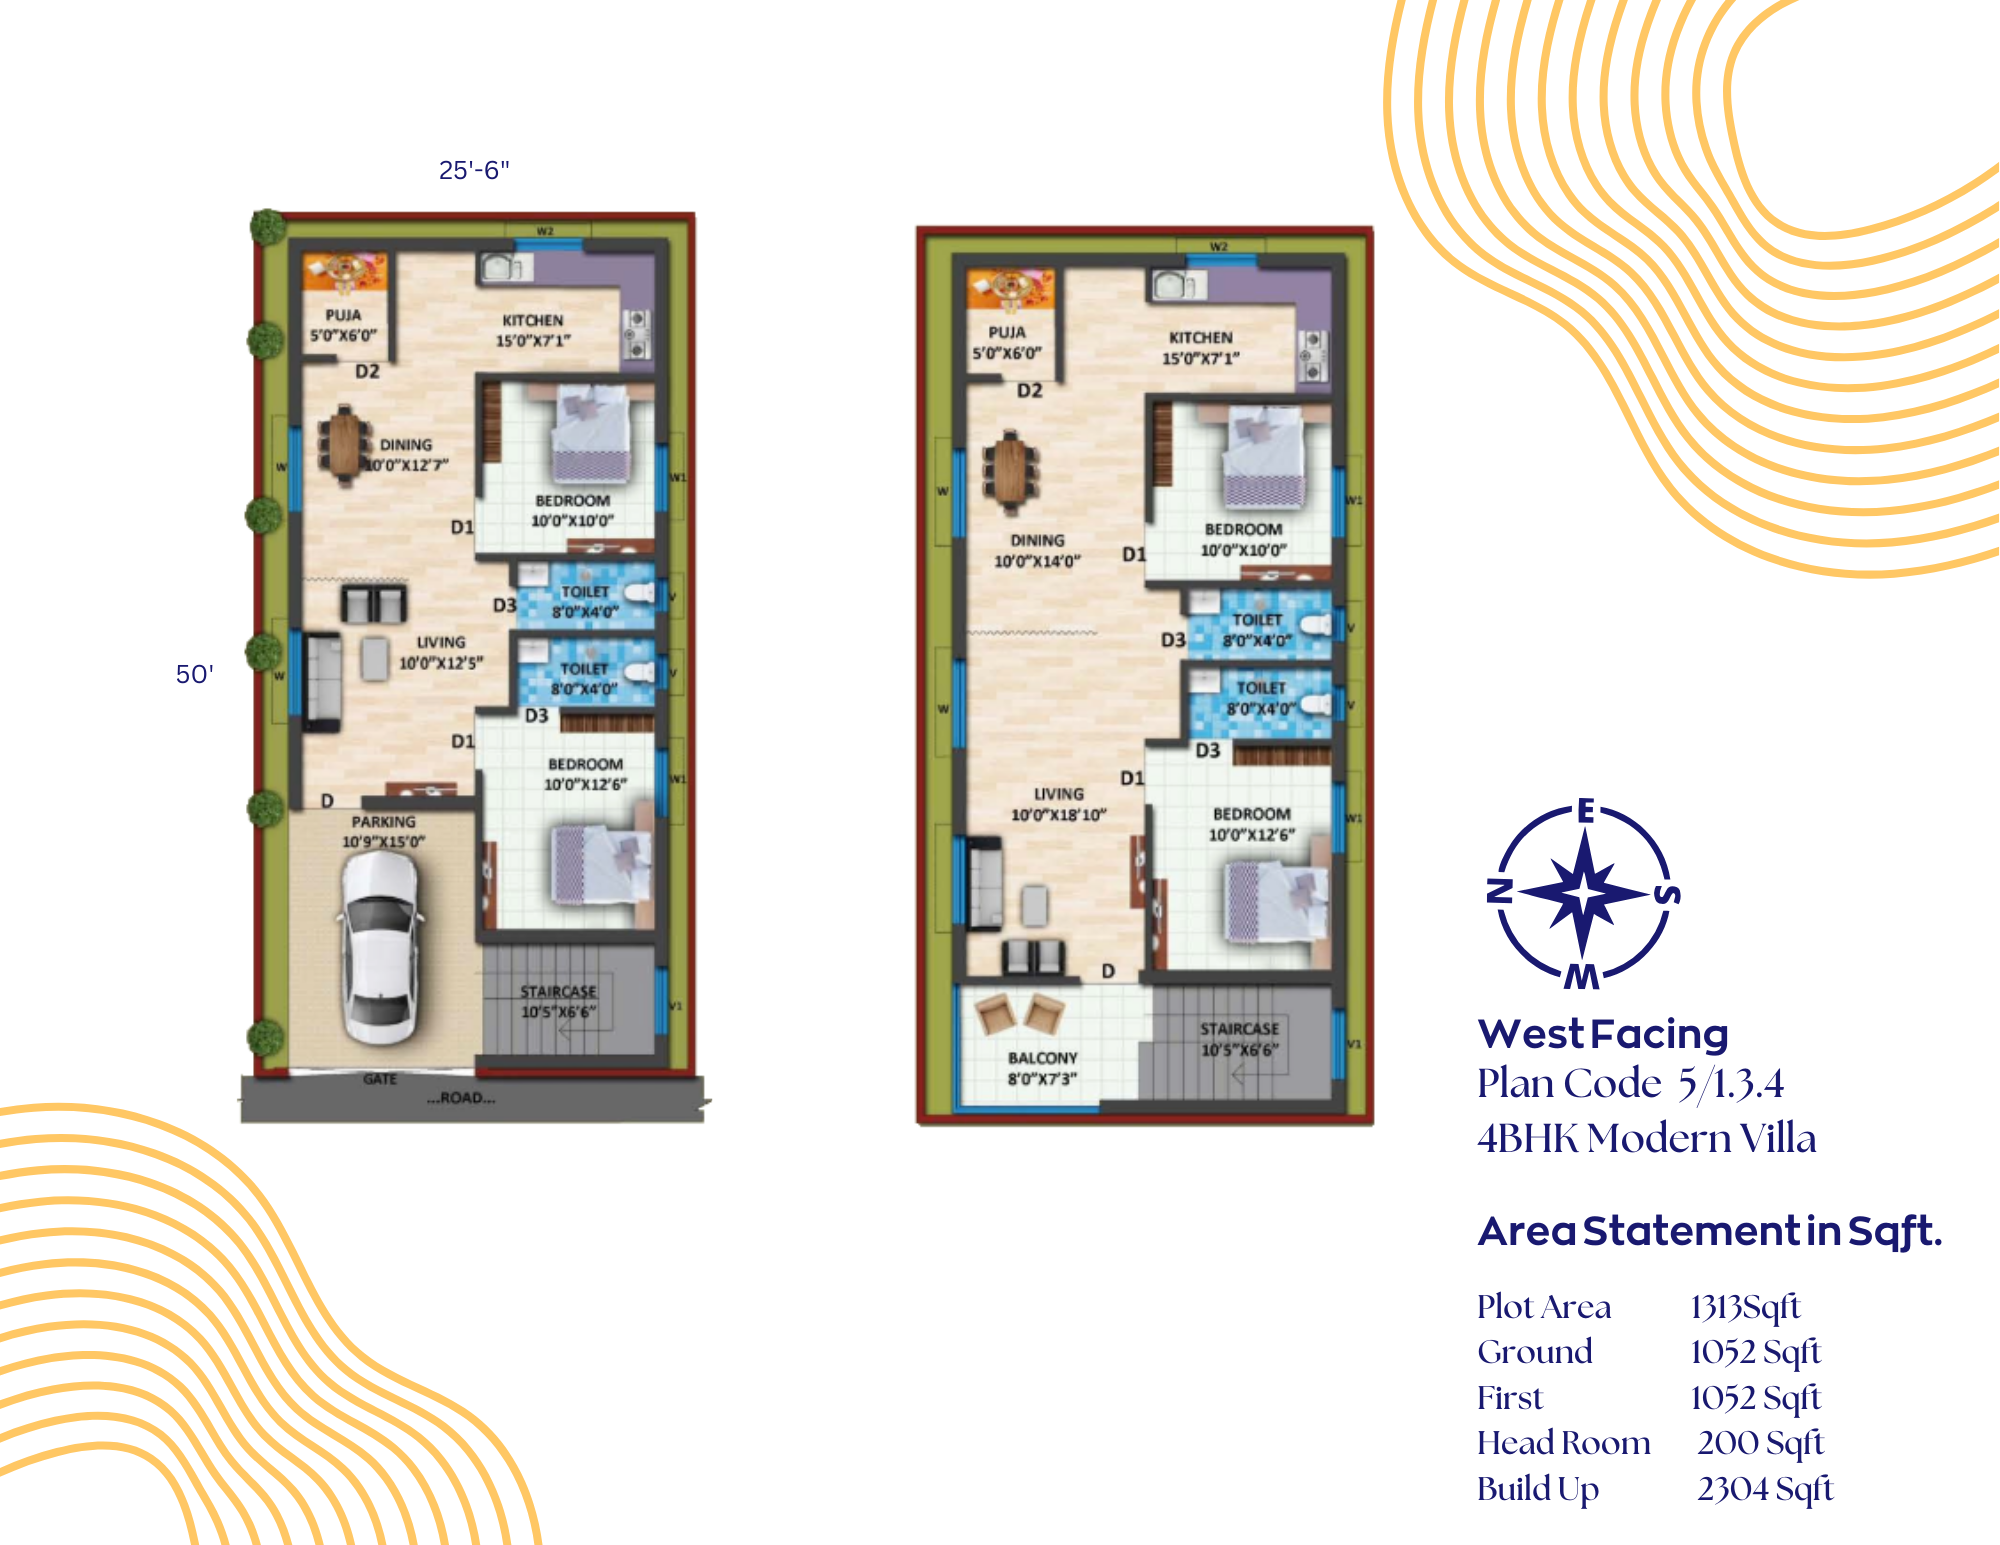 25'-6"
50'
W2
PUJA
5'0"X6'0"
D2
KITCHEN
15'0"X7'1"
DINING
10'0"X12'7"
W
W1
BEDROOM
10'0"X10'0"
D1
TOILET
8'0"X4'0"
D3
V
LIVING
10'0"X12'5"
W
TOILET
8'0"X4'0"
V
D3
D1
BEDROOM
10'0"X12'6"
W1
D
PARKING
10'9"X15'0"
STAIRCASE
10'5"X6'6"
V1
GATE
...ROAD...
W2
PUJA
5'0"X6'0"
D2
KITCHEN
15'0"X7'1"
W
W1
BEDROOM
10'0"X10'0"
DINING
10'0"X14'0"
D1
TOILET
8'0"X4'0"
D3
V
TOILET
8'0"X4'0"
V
W
D3
D1
LIVING
10'0"X18'10"
BEDROOM
10'0"X12'6"
W1
D
STAIRCASE
10'5"X6'6"
V1
BALCONY
8'0"X7'3"
E
N
S
W
West Facing
Plan Code 5/1.3.4
4BHK Modern Villa
Area Statement in Sqft.
Plot Area 1313Sqft
Ground 1052 Sqft
First 1052 Sqft
Head Room 200 Sqft
Build Up 2304 Sqft